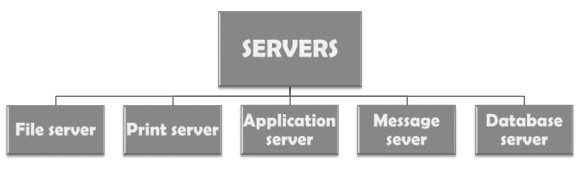 SERVERS
File server
Print server
Application
server
Message
sever
Database
server